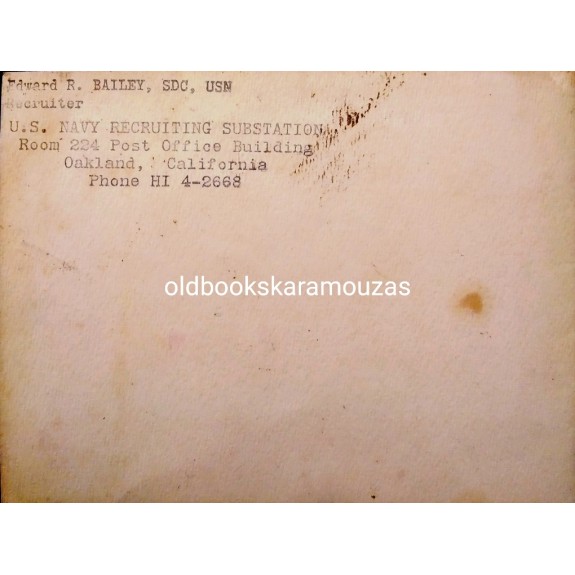 Edward R. BAILEY, SDC, USN
Recruiter
U.S. NAVY RECRUITING SUBSTATION
Room 224 Post Office Building
Oakland, California
Phone HI 4-2668
oldbookskaramouzas